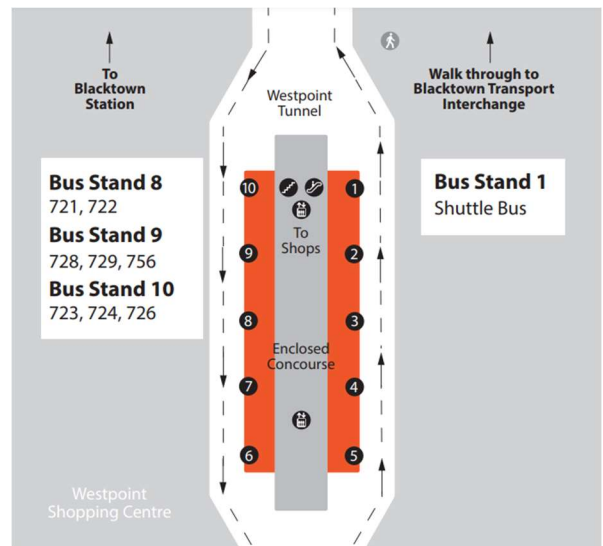 To
Blacktown
Station
Westpoint
Tunnel
Walk through to
Blacktown Transport
Interchange
Bus Stand 8
721, 722
Bus Stand 9
728, 729, 756
Bus Stand 10
723, 724, 726
Bus Stand 1
Shuttle Bus
10
1
To
Shops
9
2
8
3
Enclosed
Concourse
7
4
6
5
Westpoint
Shopping Centre